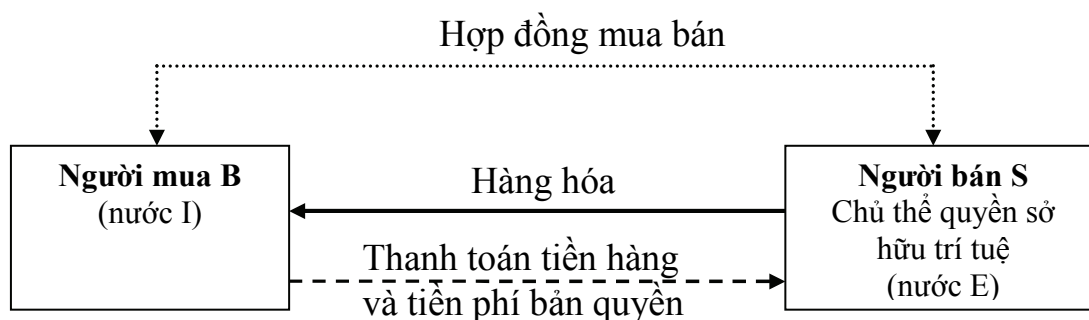 Hợp đồng mua bán
Người mua B
(nước I)
Hàng hóa
Thanh toán tiền hàng
và tiền phí bản quyền
Người bán S
Chủ thể quyền sở
hữu trí tuệ
(nước E)